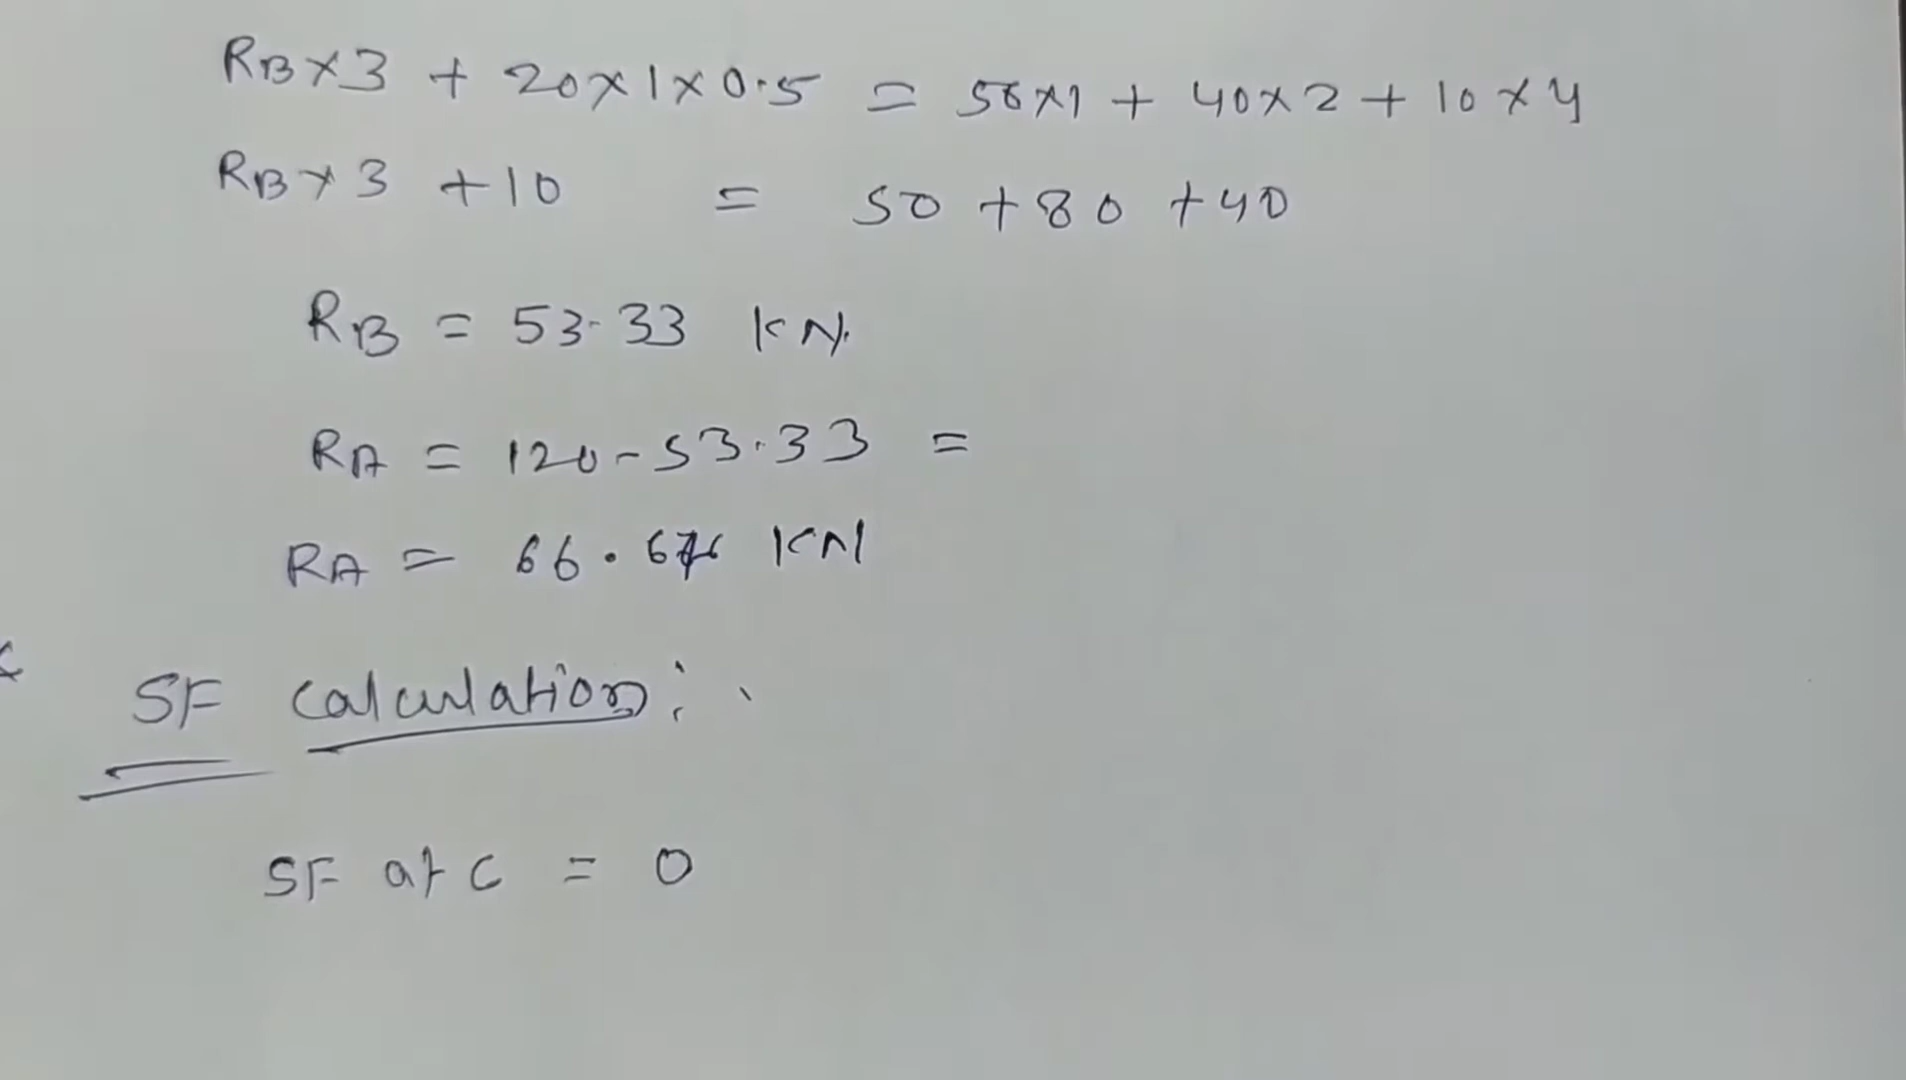 RB×3 + 20×1×0.5 = 50×1 + 40×2 + 10×4
RB×3 +10 = 50 +80 +40
RB = 53.33 KN.
RA = 120-53.33 =
RA = 66.67 KN
SF calculation:
SF at C = 0